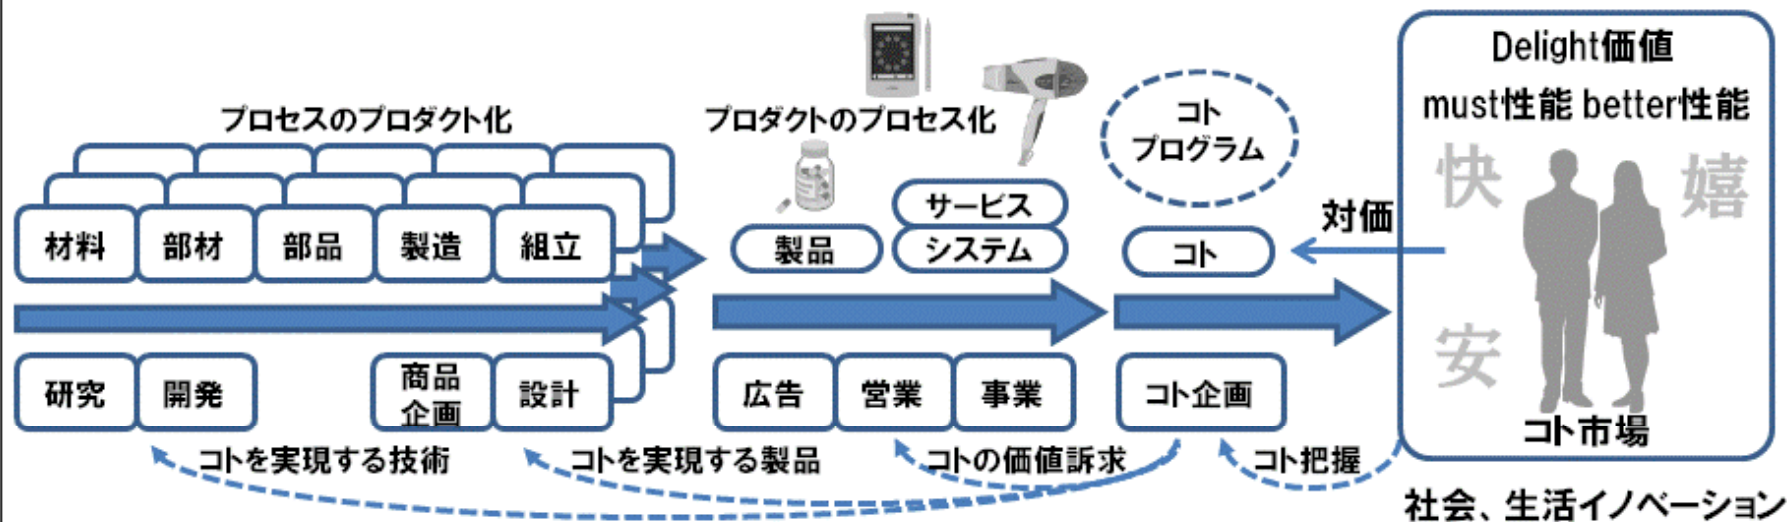 Delight価値
must性能 better性能
快
嬉
安
コト市場
社会、生活イノベーション
プロセスのプロダクト化
材料
部材
部品
製造
組立
研究
開発
商品
企画
設計
プロダクトのプロセス化
製品
サービス
システム
広告
営業
事業
コト
プログラム
コト
対価
コト企画
コトを実現する技術
コトを実現する製品
コトの価値訴求
コト把握